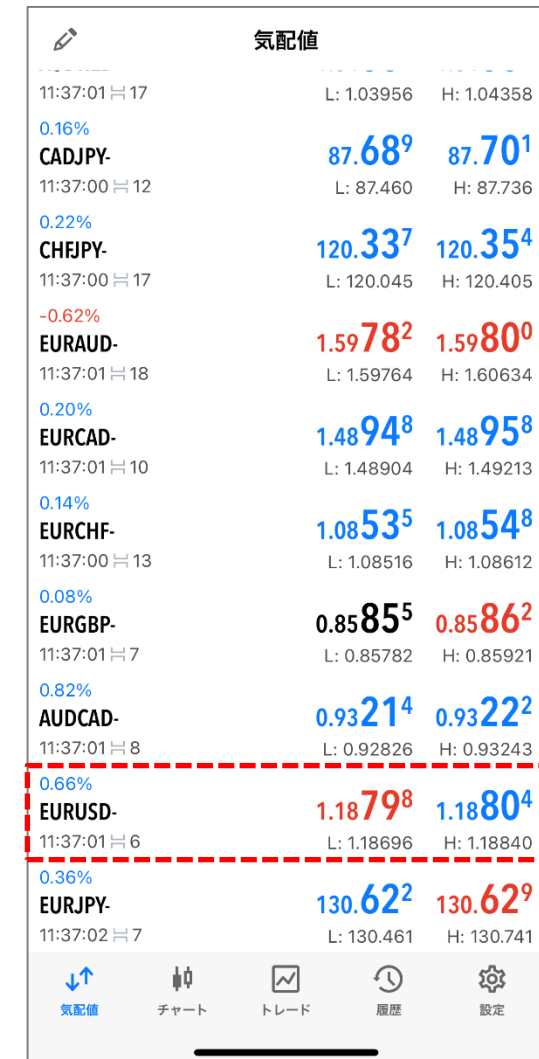 気配値
11:37:01 17 L: 1.03956 H: 1.04358
0.16%
CADJPY- 87.689 87.701
11:37:00 12 L: 87.460 H: 87.736
0.22%
CHFJPY- 120.337 120.354
11:37:00 17 L: 120.045 H: 120.405
-0.62%
EURAUD- 1.59782 1.59800
11:37:01 18 L: 1.59764 H: 1.60634
0.20%
EURCAD- 1.48948 1.48958
11:37:01 10 L: 1.48904 H: 1.49213
0.14%
EURCHF- 1.08535 1.08548
11:37:00 13 L: 1.08516 H: 1.08612
0.08%
EURGBP- 0.85855 0.85862
11:37:01 7 L: 0.85782 H: 0.85921
0.82%
AUDCAD- 0.93214 0.93222
11:37:01 8 L: 0.92826 H: 0.93243
0.66%
EURUSD- 1.18798 1.18804
11:37:01 6 L: 1.18696 H: 1.18840
0.36%
EURJPY- 130.622 130.629
11:37:02 7 L: 130.461 H: 130.741
気配値 チャート トレード 履歴 設定